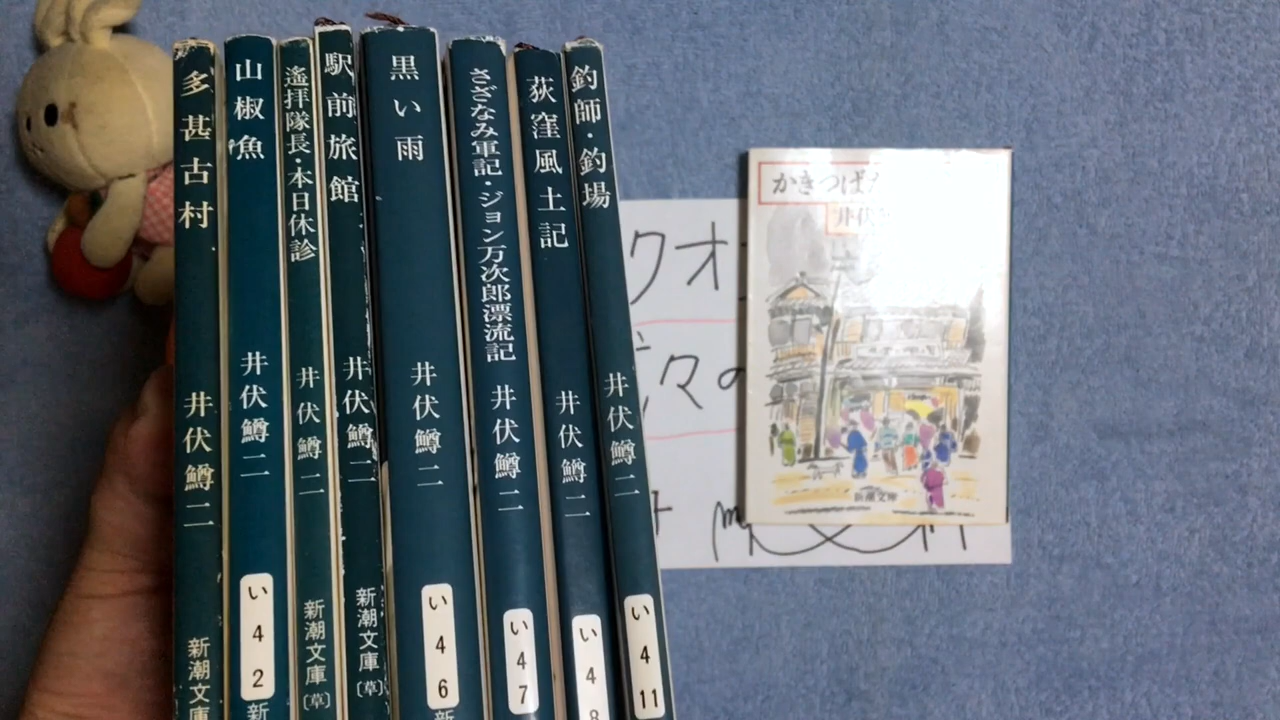 多甚古村 井伏鱒二 新潮文庫
山椒魚 井伏鱒二 い 4 2 新
遙拝隊長・本日休診 井伏鱒二 新潮文庫〔草〕
駅前旅館 井伏鱒二 新潮文庫〔草〕
黒い雨 井伏鱒二 い 4 6 新
さざなみ軍記・ジョン万次郎漂流記 井伏鱒二 い 4 7
荻窪風土記 井伏鱒二 い 4 8
釣師・釣場 井伏鱒二 い 4 11
かきつばた
井伏
新潮文庫
クオ
々の